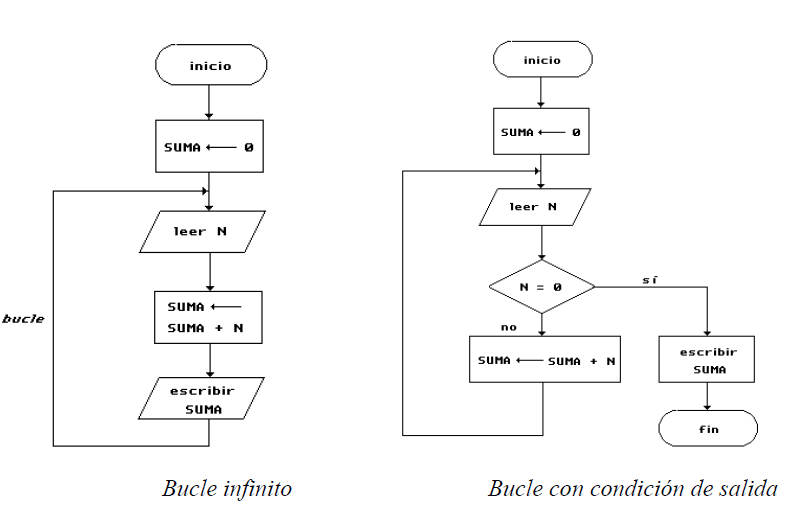 inicio
SUMA ← 0
leer N
bucle
SUMA ←
SUMA + N
escribir
SUMA
Bucle infinito
inicio
SUMA ← 0
leer N
N = 0
sí
no
SUMA ← SUMA + N
escribir
SUMA
fin
Bucle con condición de salida